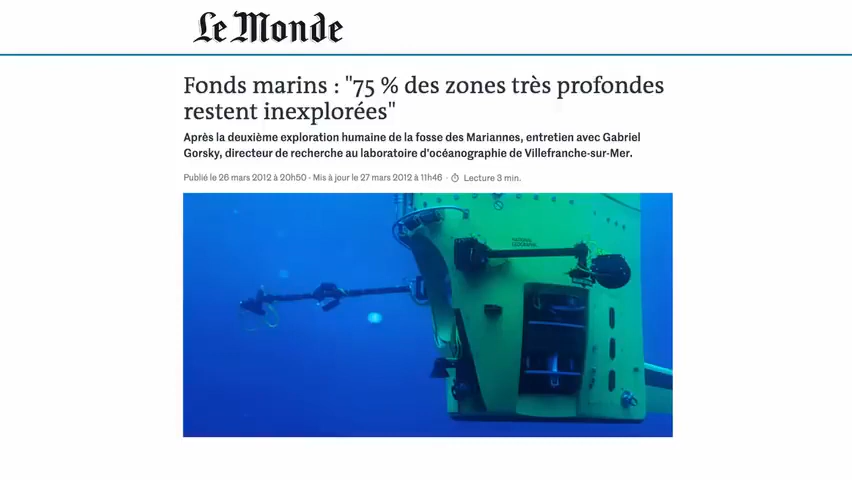 Le Monde
Fonds marins : "75 % des zones très profondes
restent inexplorées"
Après la deuxième exploration humaine de la fosse des Mariannes, entretien avec Gabriel
Gorsky, directeur de recherche au laboratoire d'océanographie de Villefranche-sur-Mer.
Publié le 26 mars 2012 à 20h50 - Mis à jour le 27 mars 2012 à 11h46 · Lecture 3 min.
NATIONAL
GEOGRAPHIC